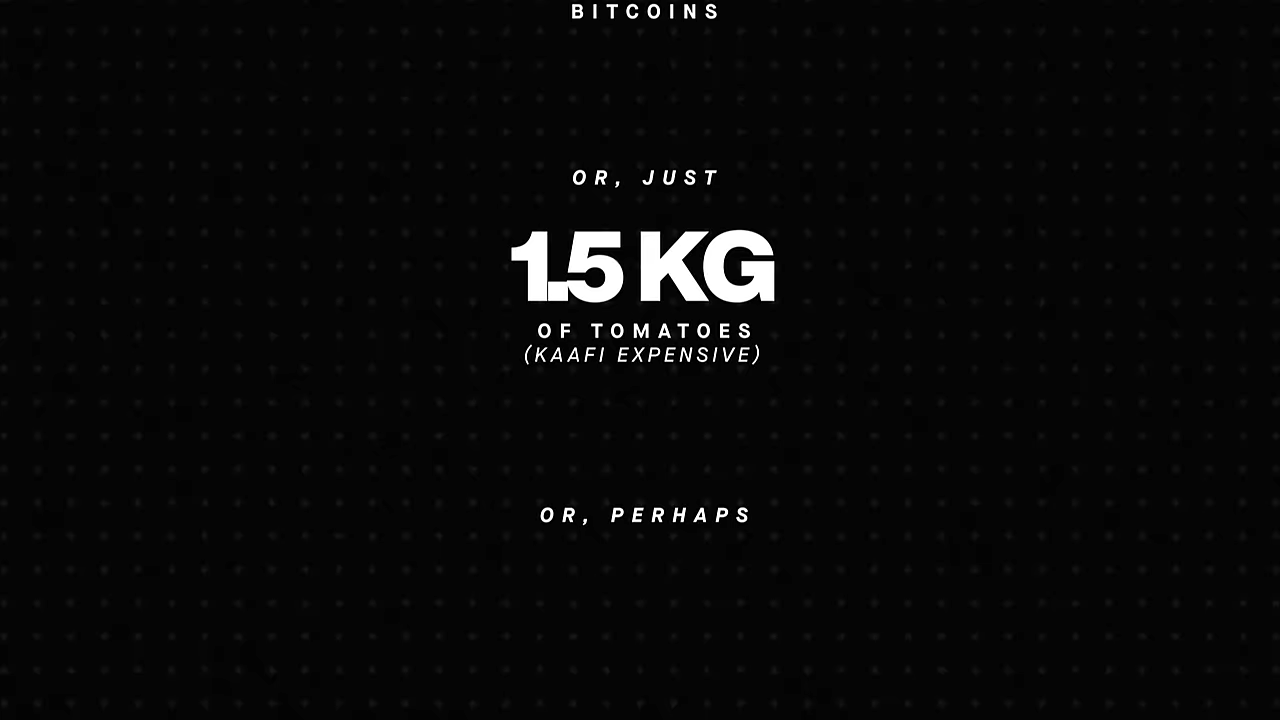 BITCOINS
OR, JUST
1.5 KG
OF TOMATOES
(KAAFI EXPENSIVE)
OR, PERHAPS